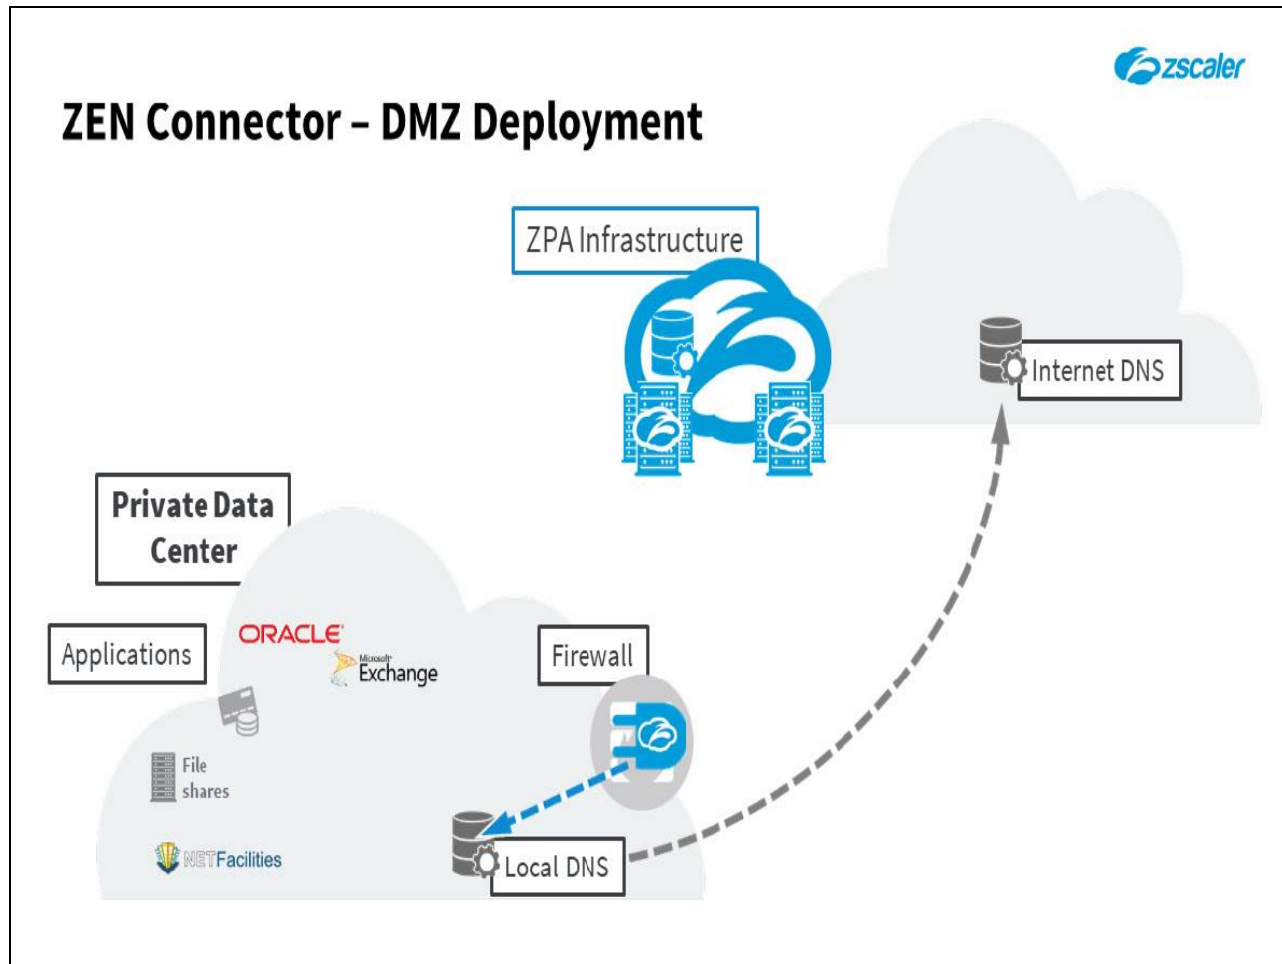 zscaler
ZEN Connector – DMZ Deployment
ZPA Infrastructure
Internet DNS
Private Data
Center
Applications
ORACLE
Microsoft
Exchange
Firewall
File
shares
NETFacilities
Local DNS